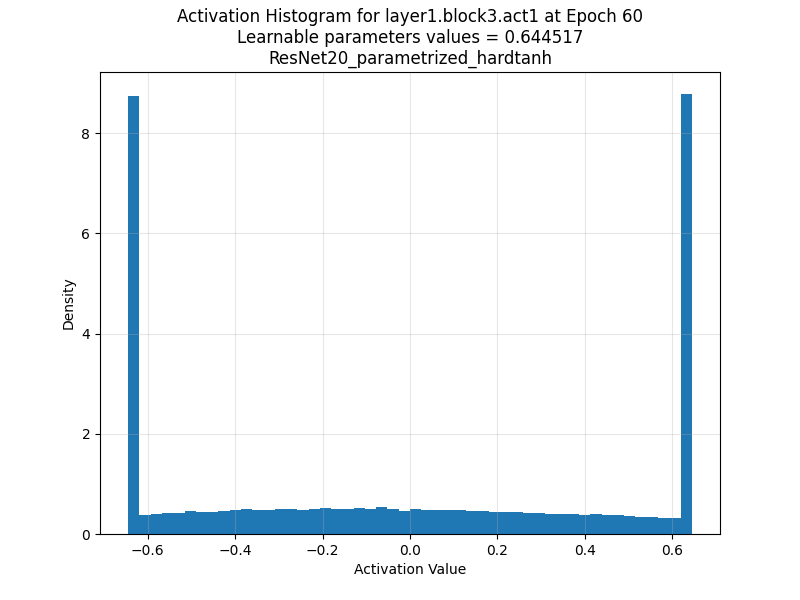 Activation Histogram for layer1.block3.act1 at Epoch 60
Learnable parameters values = 0.644517
ResNet20_parametrized_hardtanh
8
6
4
2
0
Density
−0.6 −0.4 −0.2 0.0 0.2 0.4 0.6
Activation Value